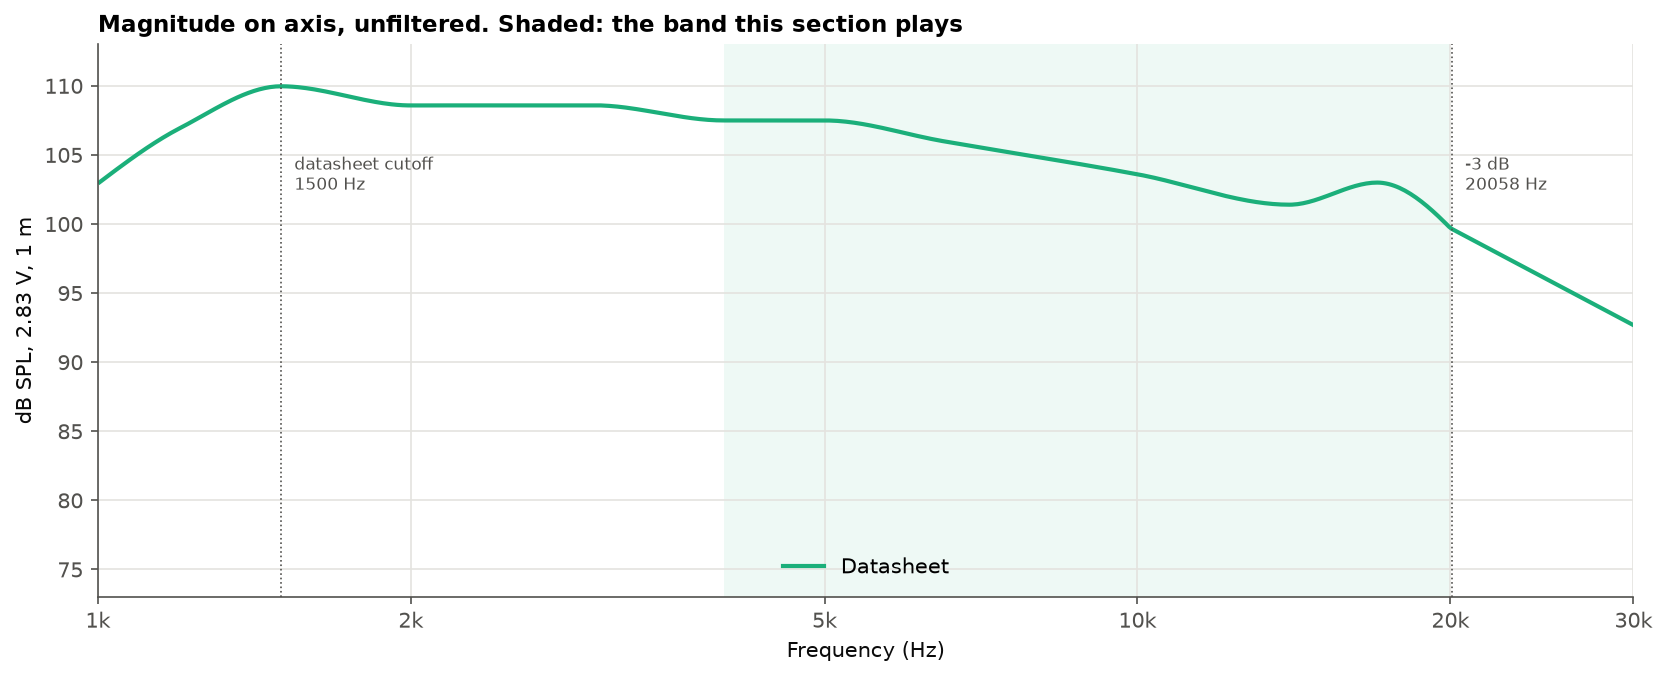 Magnitude on axis, unfiltered. Shaded: the band this section plays
110
105
100
95
90
85
80
75
dB SPL, 2.83 V, 1 m
datasheet cutoff
1500 Hz
-3 dB
20058 Hz
Datasheet
1k
2k
5k
10k
20k
30k
Frequency (Hz)